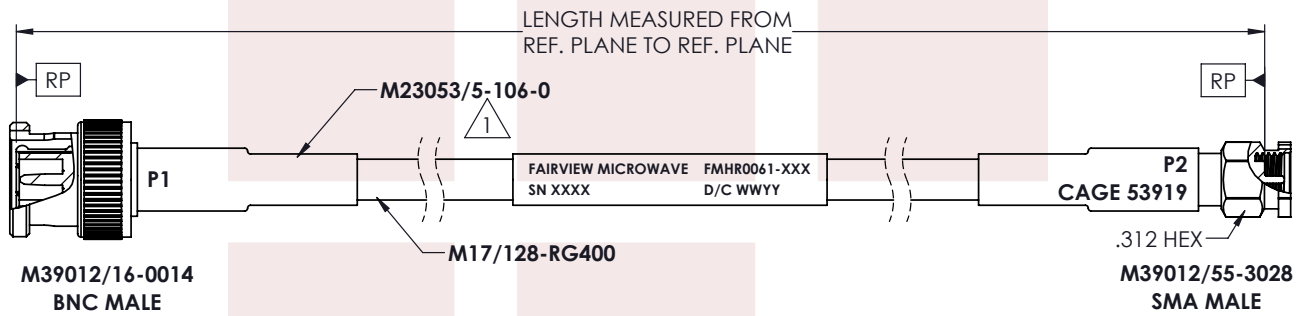 LENGTH MEASURED FROM
REF. PLANE TO REF. PLANE
RP
RP
M23053/5-106-0
1
P1
FAIRVIEW MICROWAVE FMHR0061-XXX
SN XXXX D/C WWYY
P2
CAGE 53919
.312 HEX
M17/128-RG400
M39012/16-0014
BNC MALE
M39012/55-3028
SMA MALE